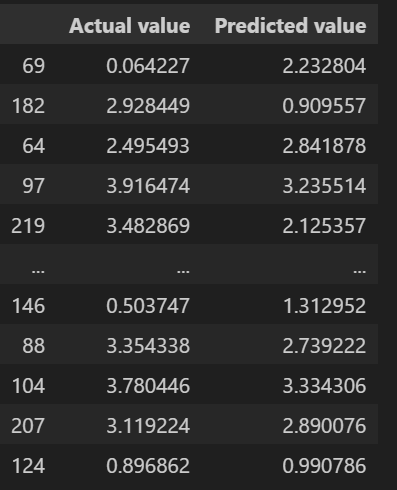 Actual value Predicted value
69 0.064227 2.232804
182 2.928449 0.909557
64 2.495493 2.841878
97 3.916474 3.235514
219 3.482869 2.125357
... ... ...
146 0.503747 1.312952
88 3.354338 2.739222
104 3.780446 3.334306
207 3.119224 2.890076
124 0.896862 0.990786